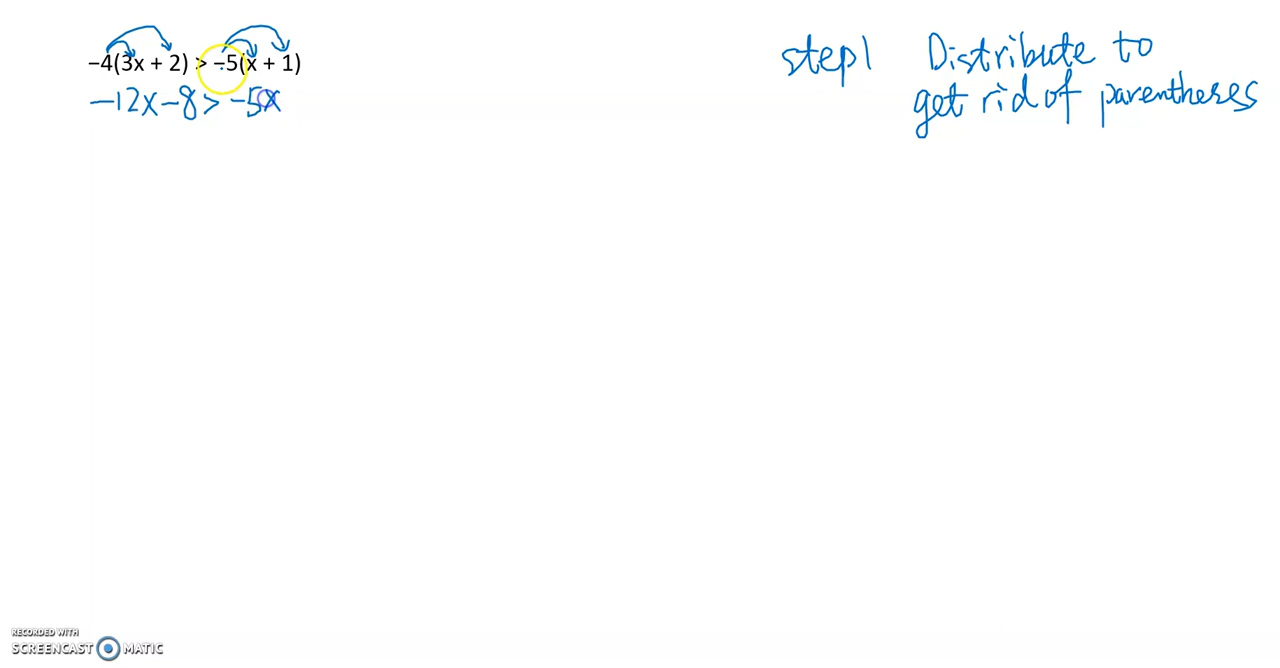 −4(3x + 2) > −5(x + 1)
−12x −8 > −5x
step1 Distribute to
get rid of parentheses
RECORDED WITH
SCREENCAST MATIC